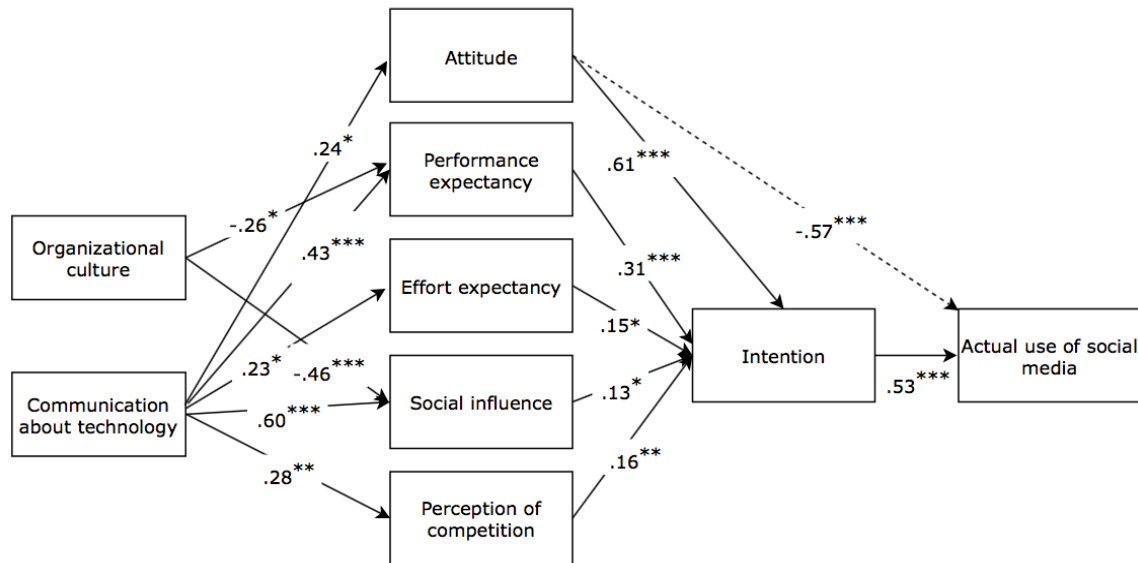 Attitude
.24*
.61***
Performance
expectancy
-.26*
-.57***
Organizational
culture
.43***
.31***
Effort expectancy
.15*
Intention
Actual use of social
media
.23*
-.46***
.53***
Communication
about technology
.60***
Social influence
.13*
.28**
.16**
Perception of
competition